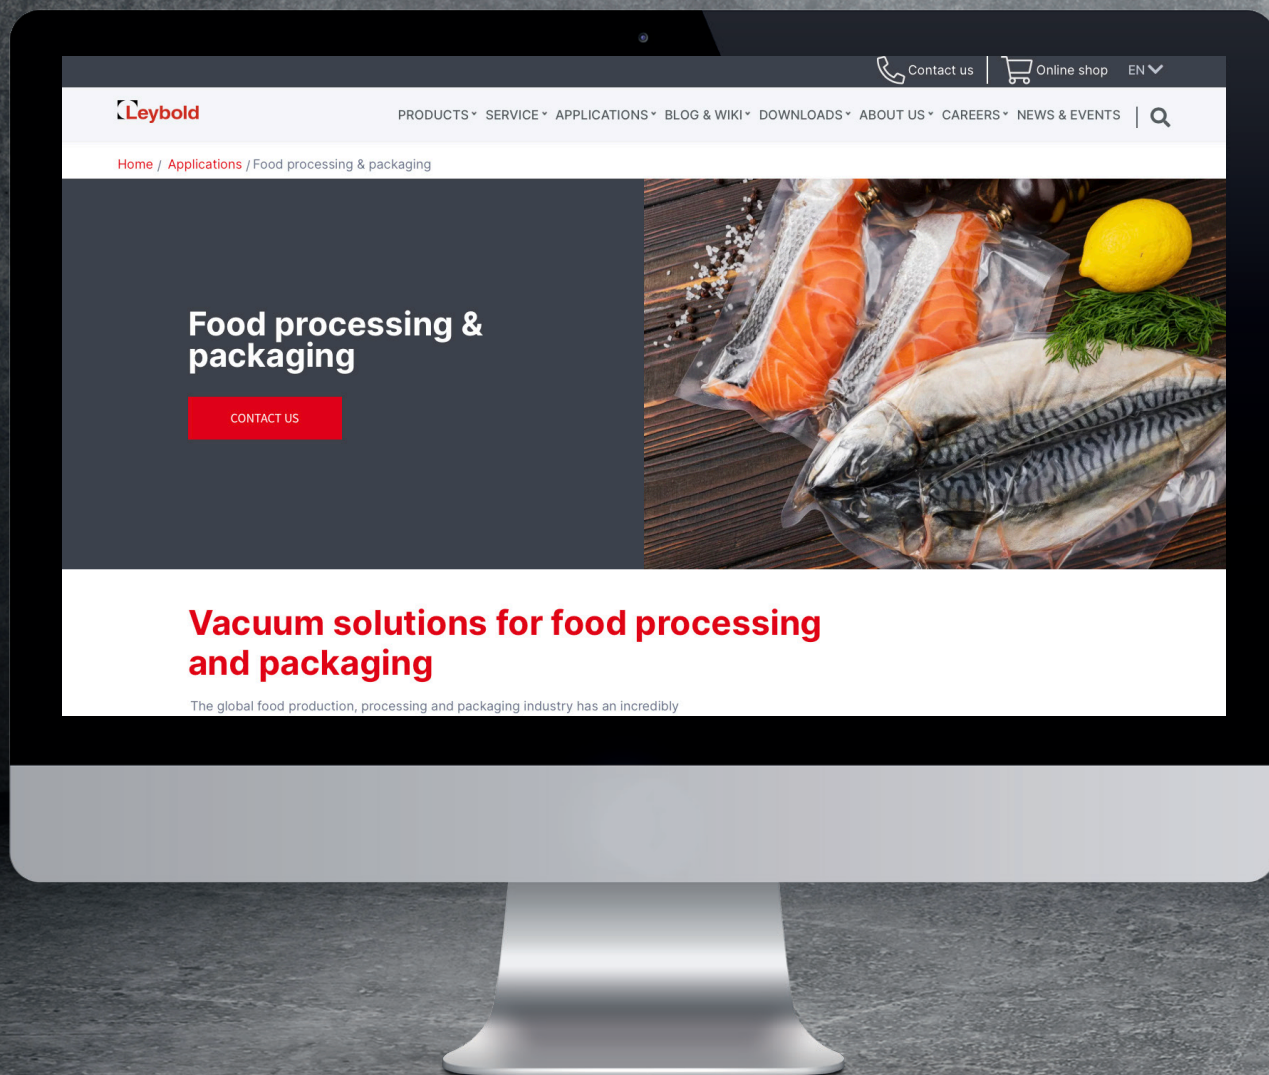 Contact us Online shop EN
Leybold
PRODUCTS SERVICE APPLICATIONS BLOG & WIKI DOWNLOADS ABOUT US CAREERS NEWS & EVENTS
Home / Applications / Food processing & packaging
Food processing &
packaging
CONTACT US
Vacuum solutions for food processing
and packaging
The global food production, processing and packaging industry has an incredibly